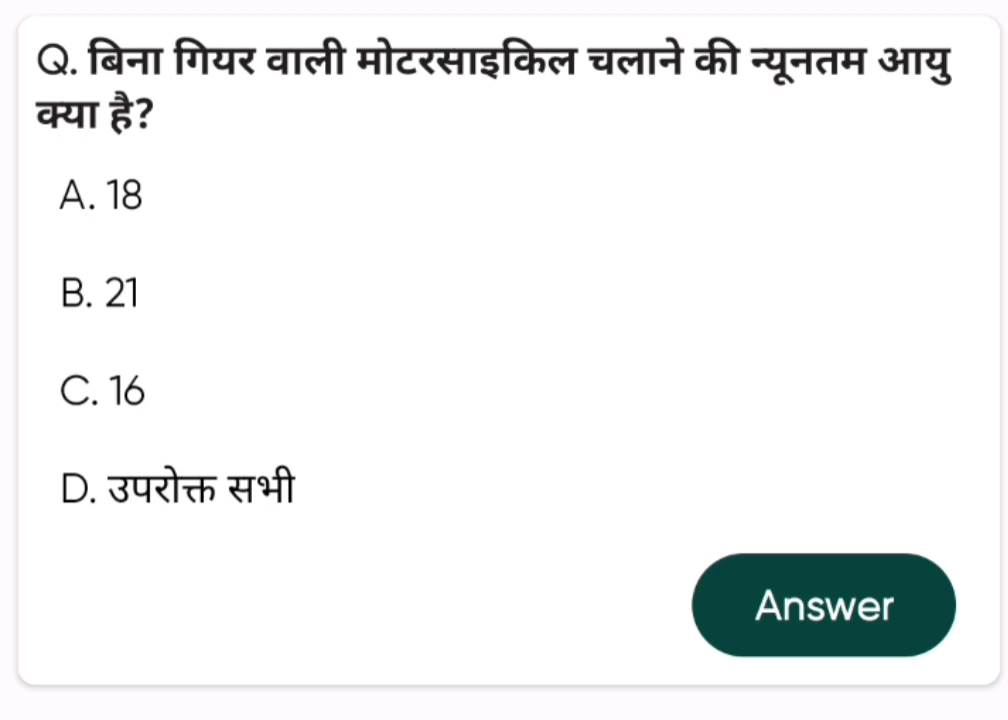 Q. बिना गियर वाली मोटरसाइकिल चलाने की न्यूनतम आयु
क्या है?
A. 18
B. 21
C. 16
D. उपरोक्त सभी
Answer